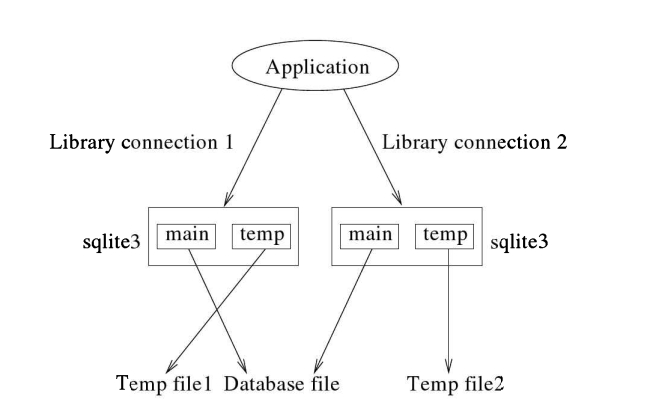 Application
Library connection 1
Library connection 2
sqlite3
main
temp
main
temp
sqlite3
Temp file1
Database file
Temp file2